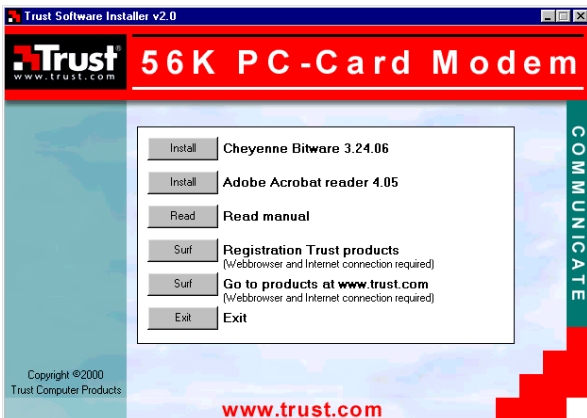 Trust Software Installer v2.0
Trust
www.trust.com
56K PC-Card Modem
COMMUNICATE
Install Cheyenne Bitware 3.24.06
Install Adobe Acrobat reader 4.05
Read Read manual
Surf Registration Trust products
(Webbrowser and Internet connection required)
Surf Go to products at www.trust.com
(Webbrowser and Internet connection required)
Exit Exit
Copyright ©2000
Trust Computer Products
www.trust.com